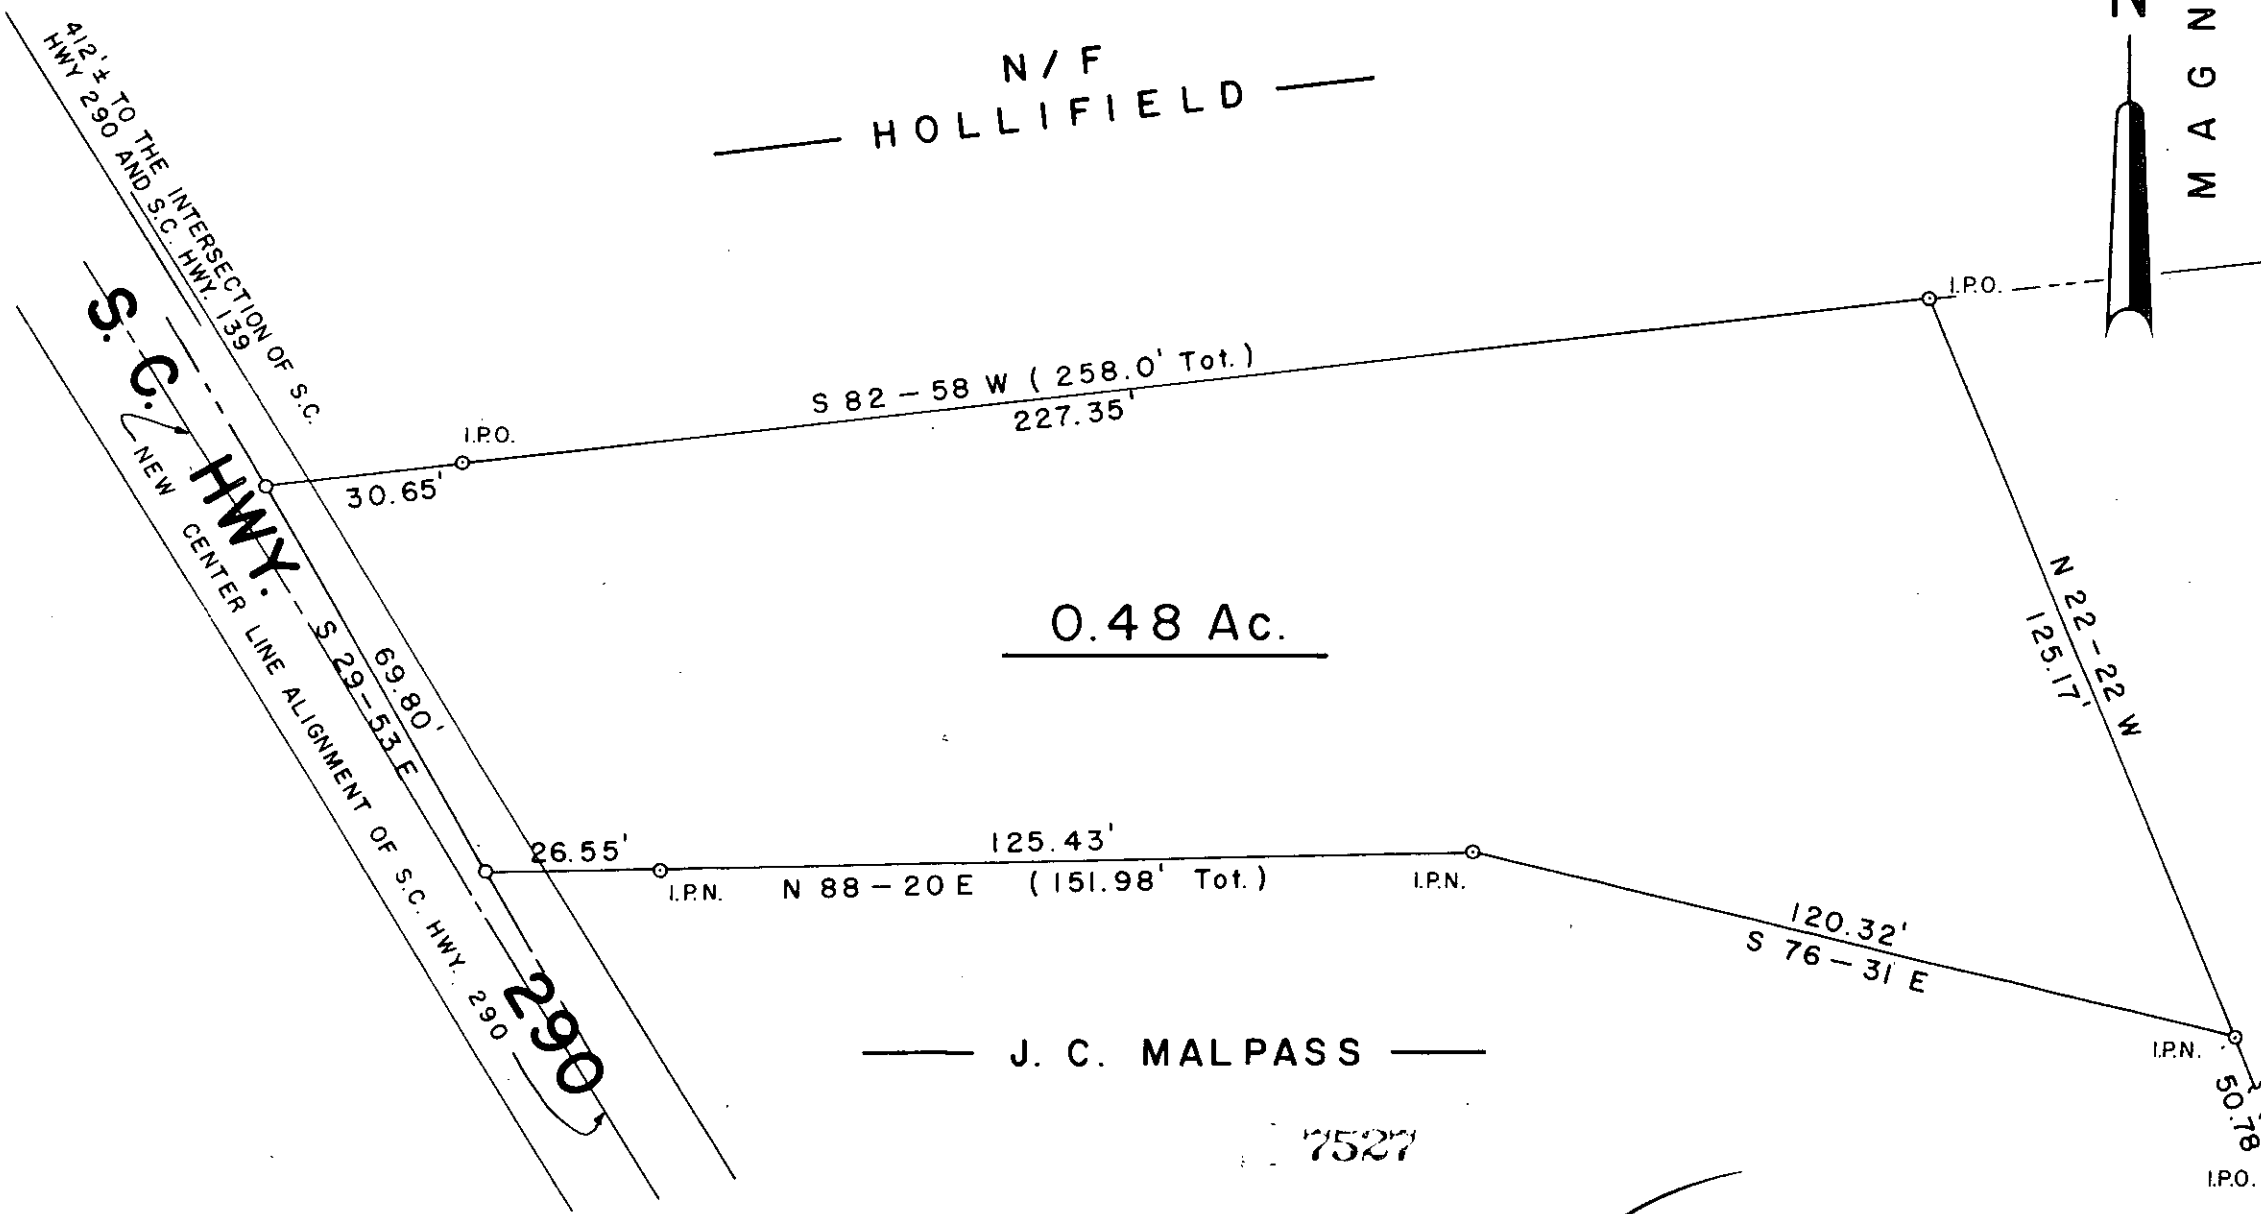 412'± TO THE INTERSECTION OF S.C.
HWY 290 AND S.C. HWY. 139
N / F
HOLLIFIELD
N
MAGN
I.P.O.
S 82 – 58 W ( 258.0' Tot. )
227.35'
I.P.O.
30.65'
S. C. HWY. 290
NEW CENTER LINE ALIGNMENT OF S.C. HWY. 290
69.80'
S 29 – 53 E
0.48 Ac.
N 22 – 22 W
125.17'
26.55'
125.43'
I.P.N.
N 88 – 20 E ( 151.98' Tot. )
I.P.N.
120.32'
S 76 – 31 E
I.P.N.
J. C. MALPASS
50.78'
7527
I.P.O.